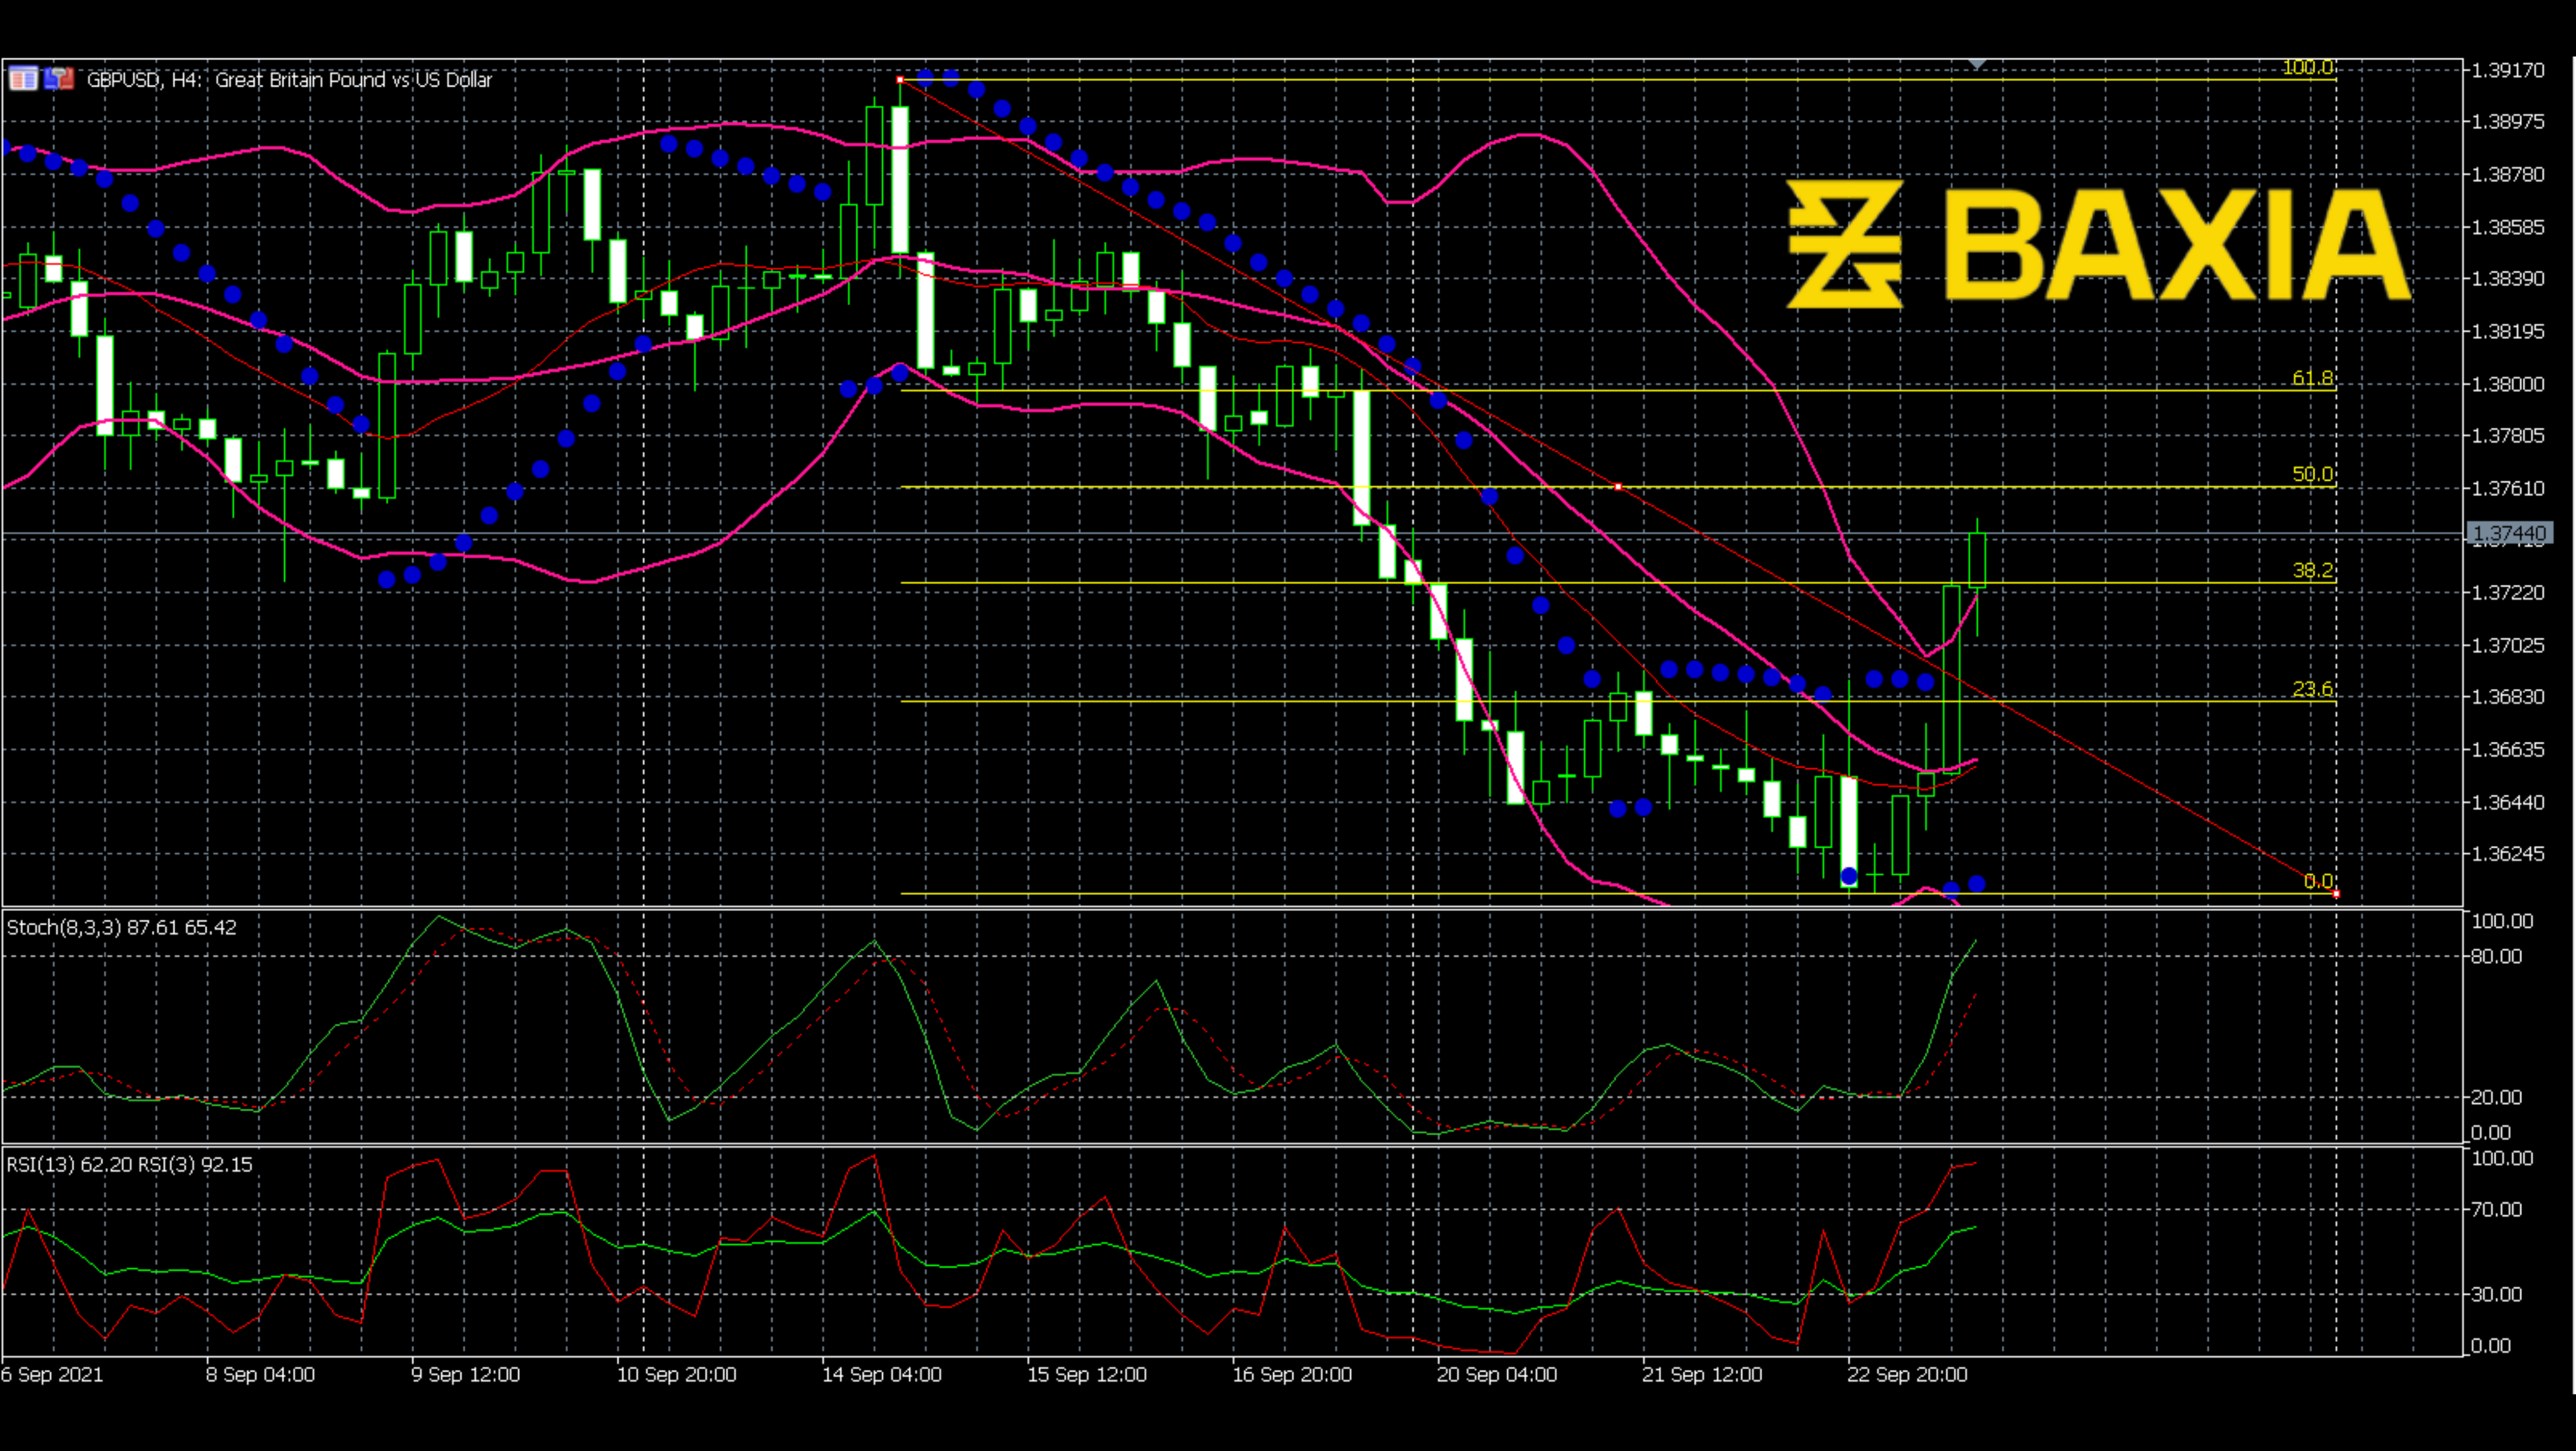 GBPUSD, H4: Great Britain Pound vs US Dollar
BAXIA
100.0
61.8
50.0
38.2
23.6
0.0
1.39170
1.38975
1.38780
1.38585
1.38390
1.38195
1.38000
1.37805
1.37610
1.37440
1.37220
1.37025
1.36830
1.36635
1.36440
1.36245
Stoch(8,3,3) 87.61 65.42
100.00
80.00
20.00
0.00
RSI(13) 62.20 RSI(3) 92.15
100.00
70.00
30.00
0.00
6 Sep 2021
8 Sep 04:00
9 Sep 12:00
10 Sep 20:00
14 Sep 04:00
15 Sep 12:00
16 Sep 20:00
20 Sep 04:00
21 Sep 12:00
22 Sep 20:00